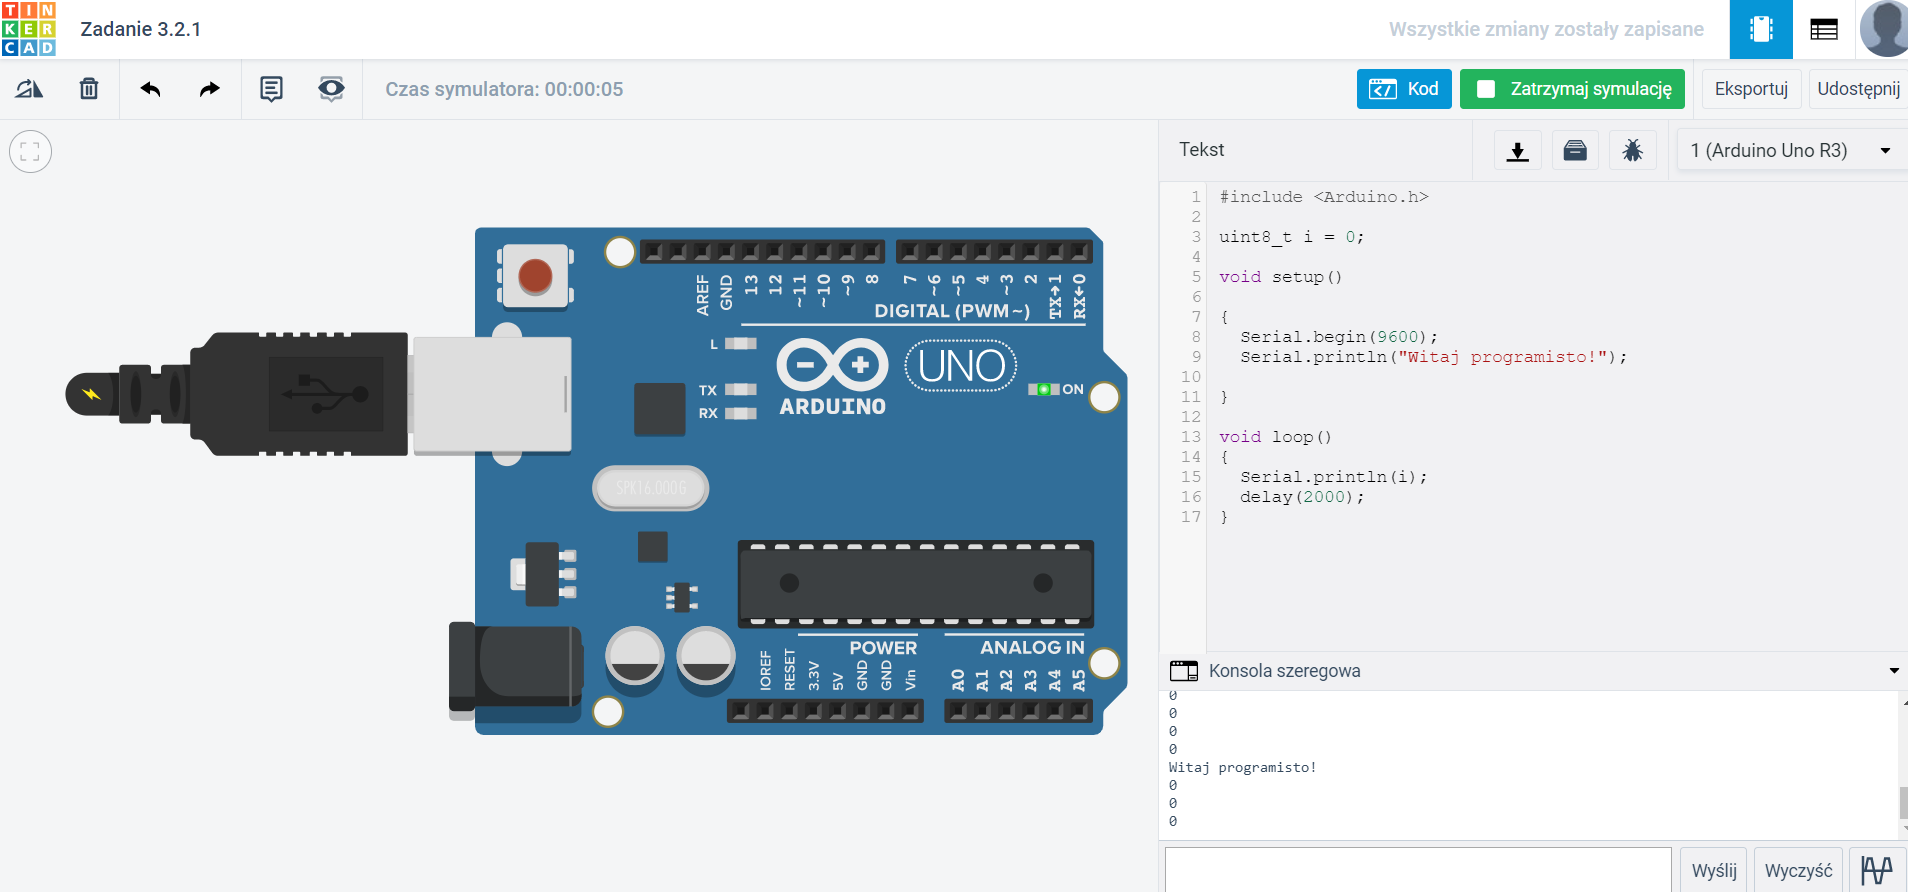 TIN
KER
CAD
Zadanie 3.2.1
Wszystkie zmiany zostały zapisane
Czas symulatora: 00:00:05
Kod
Zatrzymaj symulację
Eksportuj
Udostępnij
Tekst
1 (Arduino Uno R3)
1 #include <Arduino.h>
2
3 uint8_t i = 0;
4
5 void setup()
6
7 {
8 Serial.begin(9600);
9 Serial.println("Witaj programisto!");
10
11 }
12
13 void loop()
14 {
15 Serial.println(i);
16 delay(2000);
17 }
AREF
GND
13
12
~11
~10
~9
8
7
~6
~5
4
~3
2
TX→1
RX←0
DIGITAL (PWM~)
L
TX
RX
ARDUINO
UNO
ON
SPK16.000G
POWER
ANALOG IN
IOREF
RESET
3.3V
5V
GND
GND
Vin
A0
A1
A2
A3
A4
A5
Konsola szeregowa
0
0
0
0
Witaj programisto!
0
0
0
Wyślij
Wyczyść